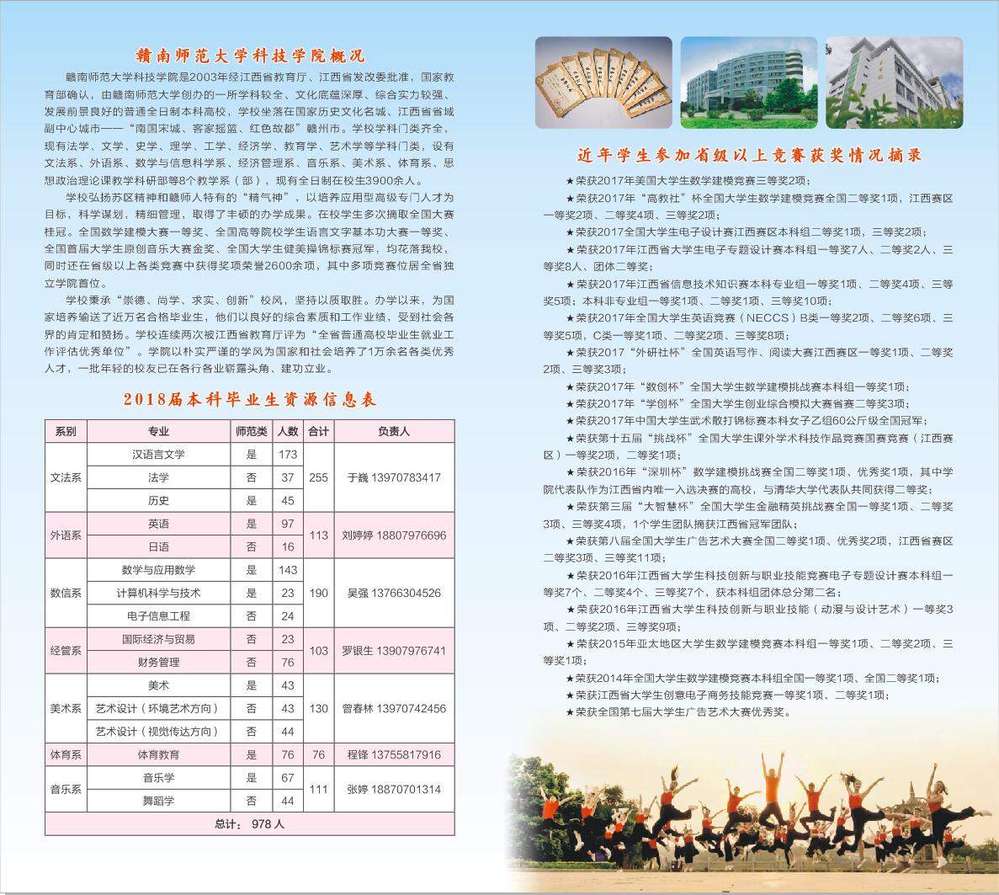 赣南师范大学科技学院概况
赣南师范大学科技学院是2003年经江西省教育厅、江西省发改委批准，国家教
育部确认，由赣南师范大学创办的一所学科较全、文化底蕴深厚、综合实力较强、
发展前景良好的普通全日制本科高校，学校坐落在国家历史文化名城、江西省省域
副中心城市——“南国宋城、客家摇篮、红色故都”赣州市。学校学科门类齐全，
现有法学、文学、史学、理学、工学、经济学、教育学、艺术学等学科门类，设有
文法系、外语系、数学与信息科学系、经济管理系、音乐系、美术系、体育系、思
想政治理论课教学科研部等8个教学系（部），现有全日制在校生3900余人。
学校弘扬苏区精神和赣师人特有的“精气神”，以培养应用型高级专门人才为
目标，科学谋划，精细管理，取得了丰硕的办学成果。在校学生多次摘取全国大赛
桂冠。全国数学建模大赛一等奖、全国高等院校学生语言文字基本功大赛一等奖、
全国首届大学生原创音乐大赛金奖、全国大学生健美操锦标赛冠军，均花落我校，
同时还在省级以上各类竞赛中获得奖项荣誉2600余项，其中多项竞赛位居全省独
立学院首位。
学校秉承“崇德、尚学、求实、创新”校风，坚持以质取胜。办学以来，为国
家培养输送了近万名合格毕业生，他们以良好的综合素质和工作业绩，受到社会各
界的肯定和赞扬。学校连续两次被江西省教育厅评为“全省普通高校毕业生就业工
作评估优秀单位”。学院以朴实严谨的学风为国家和社会培养了1万余名各类优秀
人才，一批年轻的校友已在各行各业崭露头角、建功立业。
2018届本科毕业生资源信息表
系别 专业 师范类 人数 合计 负责人
文法系 汉语言文学 是 173 255 于巍 13970783417
法学 否 37
历史 是 45
外语系 英语 是 97 113 刘婷婷 18807976696
日语 否 16
数信系 数学与应用数学 是 143 190 吴强 13766304526
计算机科学与技术 是 23
电子信息工程 否 24
经管系 国际经济与贸易 否 23 103 罗银生 13907976741
财务管理 否 76
美术系 美术 是 43 130 曾春林 13970742456
艺术设计（环境艺术方向） 否 43
艺术设计（视觉传达方向） 否 44
体育系 体育教育 是 76 76 程锋 13755817916
音乐系 音乐学 是 67 111 张婷 18870701314
舞蹈学 否 44
总计： 978 人
近年学生参加省级以上竞赛获奖情况摘录
★荣获2017年美国大学生数学建模竞赛三等奖2项；
★荣获2017年“高教社”杯全国大学生数学建模竞赛全国二等奖1项，江西赛区
一等奖2项、二等奖4项、三等奖2项；
★荣获2017全国大学生电子设计赛江西赛区本科组二等奖1项，三等奖2项；
★荣获2017年江西省大学生电子专题设计赛本科组一等奖7人、二等奖2人、三
等奖8人、团体二等奖；
★荣获2017年江西省信息技术知识赛本科专业组一等奖1项、二等奖4项、三等
奖5项；本科非专业组一等奖1项、二等奖1项、三等奖10项；
★荣获2017年全国大学生英语竞赛（NECCS）B类一等奖2项、二等奖6项、三
等奖5项，C类一等奖1项、二等奖2项、三等奖8项；
★荣获2017“外研社杯”全国英语写作、阅读大赛江西赛区一等奖1项、二等奖
2项、三等奖3项；
★荣获2017年“数创杯”全国大学生数学建模挑战赛本科组一等奖1项；
★荣获2017年“学创杯”全国大学生创业综合模拟大赛省赛二等奖3项；
★荣获2017年中国大学生武术散打锦标赛本科女子乙组60公斤级全国冠军；
★荣获第十五届“挑战杯”全国大学生课外学术科技作品竞赛国赛竞赛（江西赛
区）一等奖2项，二等奖1项；
★荣获2016年“深圳杯”数学建模挑战赛全国二等奖1项、优秀奖1项，其中学
院代表队作为江西省内唯一入选决赛的高校，与清华大学代表队共同获得二等奖；
★荣获第三届“大智慧杯”全国大学生金融精英挑战赛全国一等奖1项、二等奖
3项、三等奖4项，1个学生团队摘获江西省冠军团队；
★荣获第八届全国大学生广告艺术大赛全国二等奖1项、优秀奖2项，江西省赛区
二等奖3项、三等奖11项；
★荣获2016年江西省大学生科技创新与职业技能竞赛电子专题设计赛本科组一
等奖7个、二等奖4个、三等奖7个，获本科组团体总分第二名；
★荣获2016年江西省大学生科技创新与职业技能（动漫与设计艺术）一等奖3
项、二等奖2项、三等奖9项；
★荣获2015年亚太地区大学生数学建模竞赛本科组一等奖1项、二等奖2项、三
等奖1项；
★荣获2014年全国大学生数学建模竞赛本科组全国一等奖1项、全国二等奖1项；
★荣获江西省大学生创意电子商务技能竞赛一等奖1项、二等奖1项；
★荣获全国第七届大学生广告艺术大赛优秀奖。